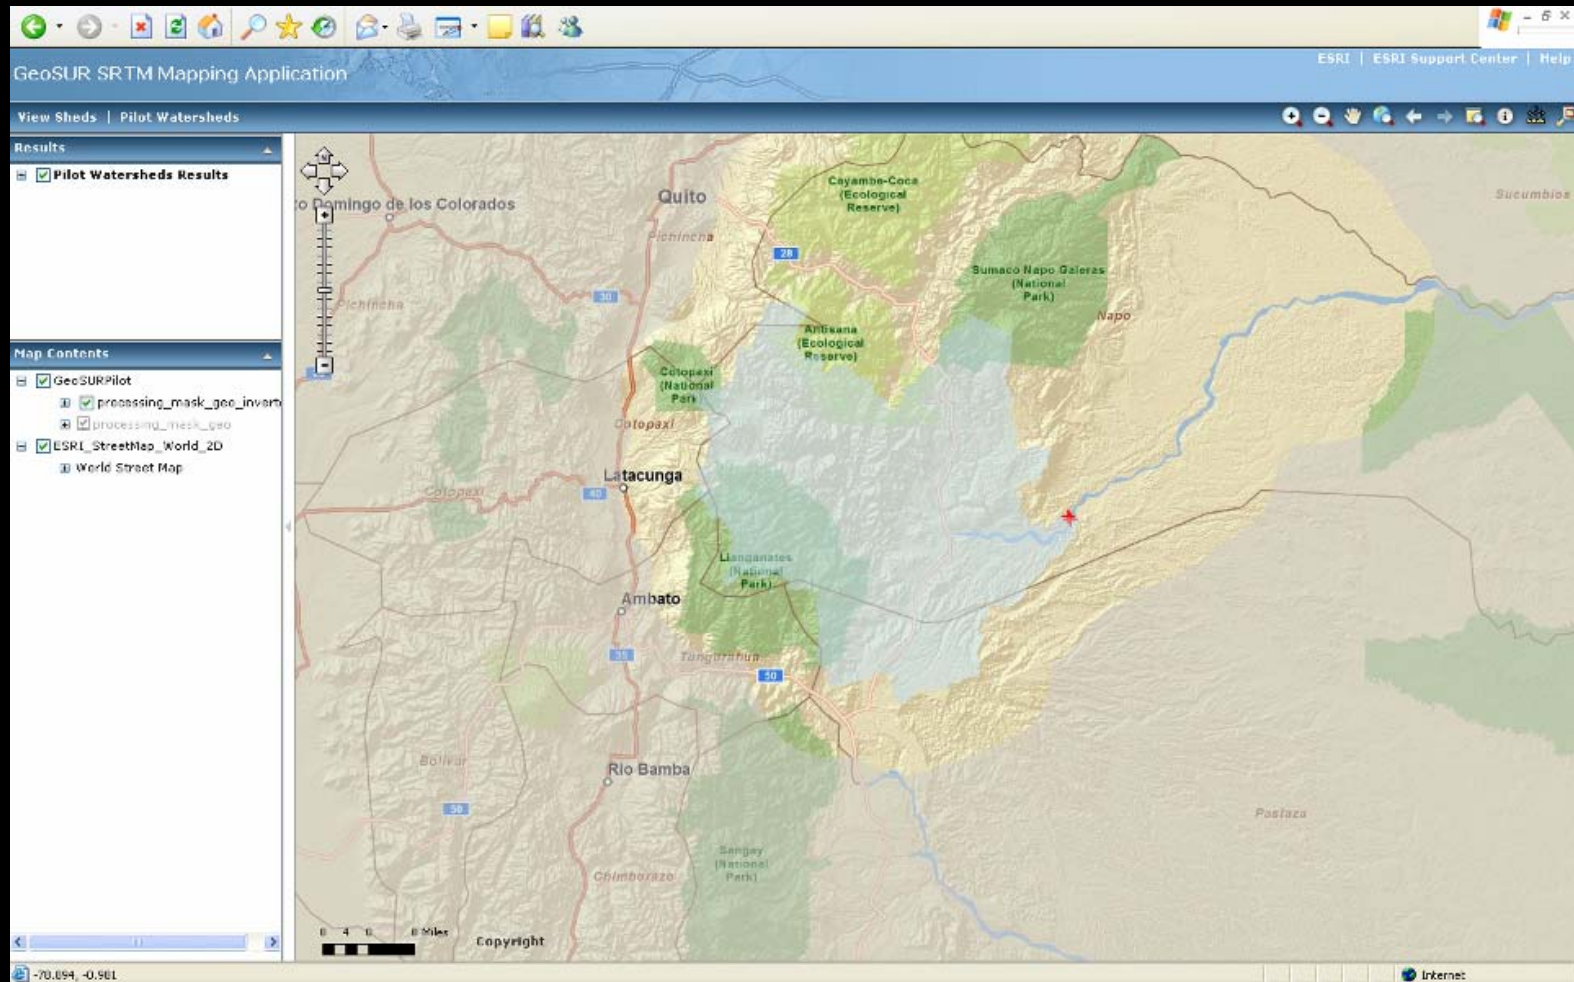 GeoSUR SRTM Mapping Application
ESRI | ESRI Support Center | Help
View Sheds | Pilot Watersheds
Results
Pilot Watersheds Results
Map Contents
GeoSURPilot
processing_mask_geo_invert
processing_mask_geo
ESRI_StreetMap_World_2D
World Street Map
Quito
Cayambe-Coca
(Ecological
Reserve)
Sucumbios
o Domingo de los Colorados
Pichincha
28
Sumaco Napo Galeras
(National
Park)
Pichincha
30
Napo
Antisana
(Ecological
Reserve)
Cotopaxi
(National
Park
Cotopaxi
Latacunga
Cotopaxi
40
Llanganates
(National
Park)
Ambato
35
Tungurahua
50
Bolivar
Rio Bamba
50
Pastaza
Sangay
(National
Park)
Chimborazo
8 Miles
Copyright
-78.894, -0.981
Internet